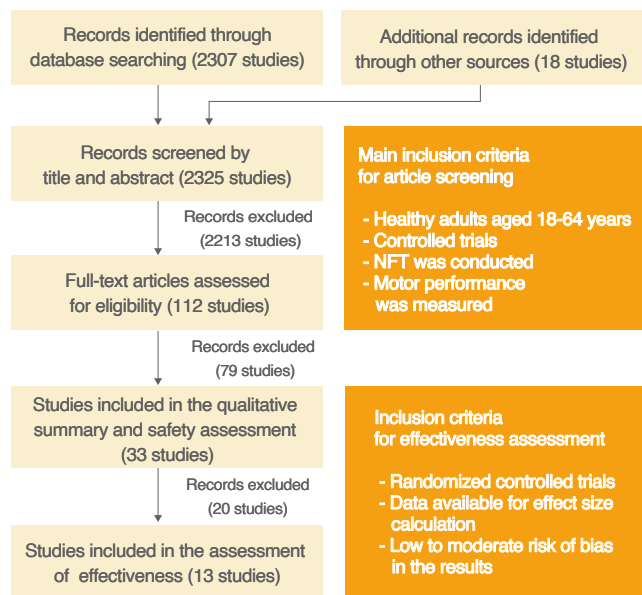 Records identified through
database searching (2307 studies)
Additional records identified
through other sources (18 studies)
Records screened by
title and abstract (2325 studies)
Main inclusion criteria
for article screening
- Healthy adults aged 18-64 years
- Controlled trials
- NFT was conducted
- Motor performance
was measured
Records excluded
(2213 studies)
Full-text articles assessed
for eligibility (112 studies)
Records excluded
(79 studies)
Studies included in the qualitative
summary and safety assessment
(33 studies)
Inclusion criteria
for effectiveness assessment
- Randomized controlled trials
- Data available for effect size
calculation
- Low to moderate risk of bias
in the results
Records excluded
(20 studies)
Studies included in the assessment
of effectiveness (13 studies)